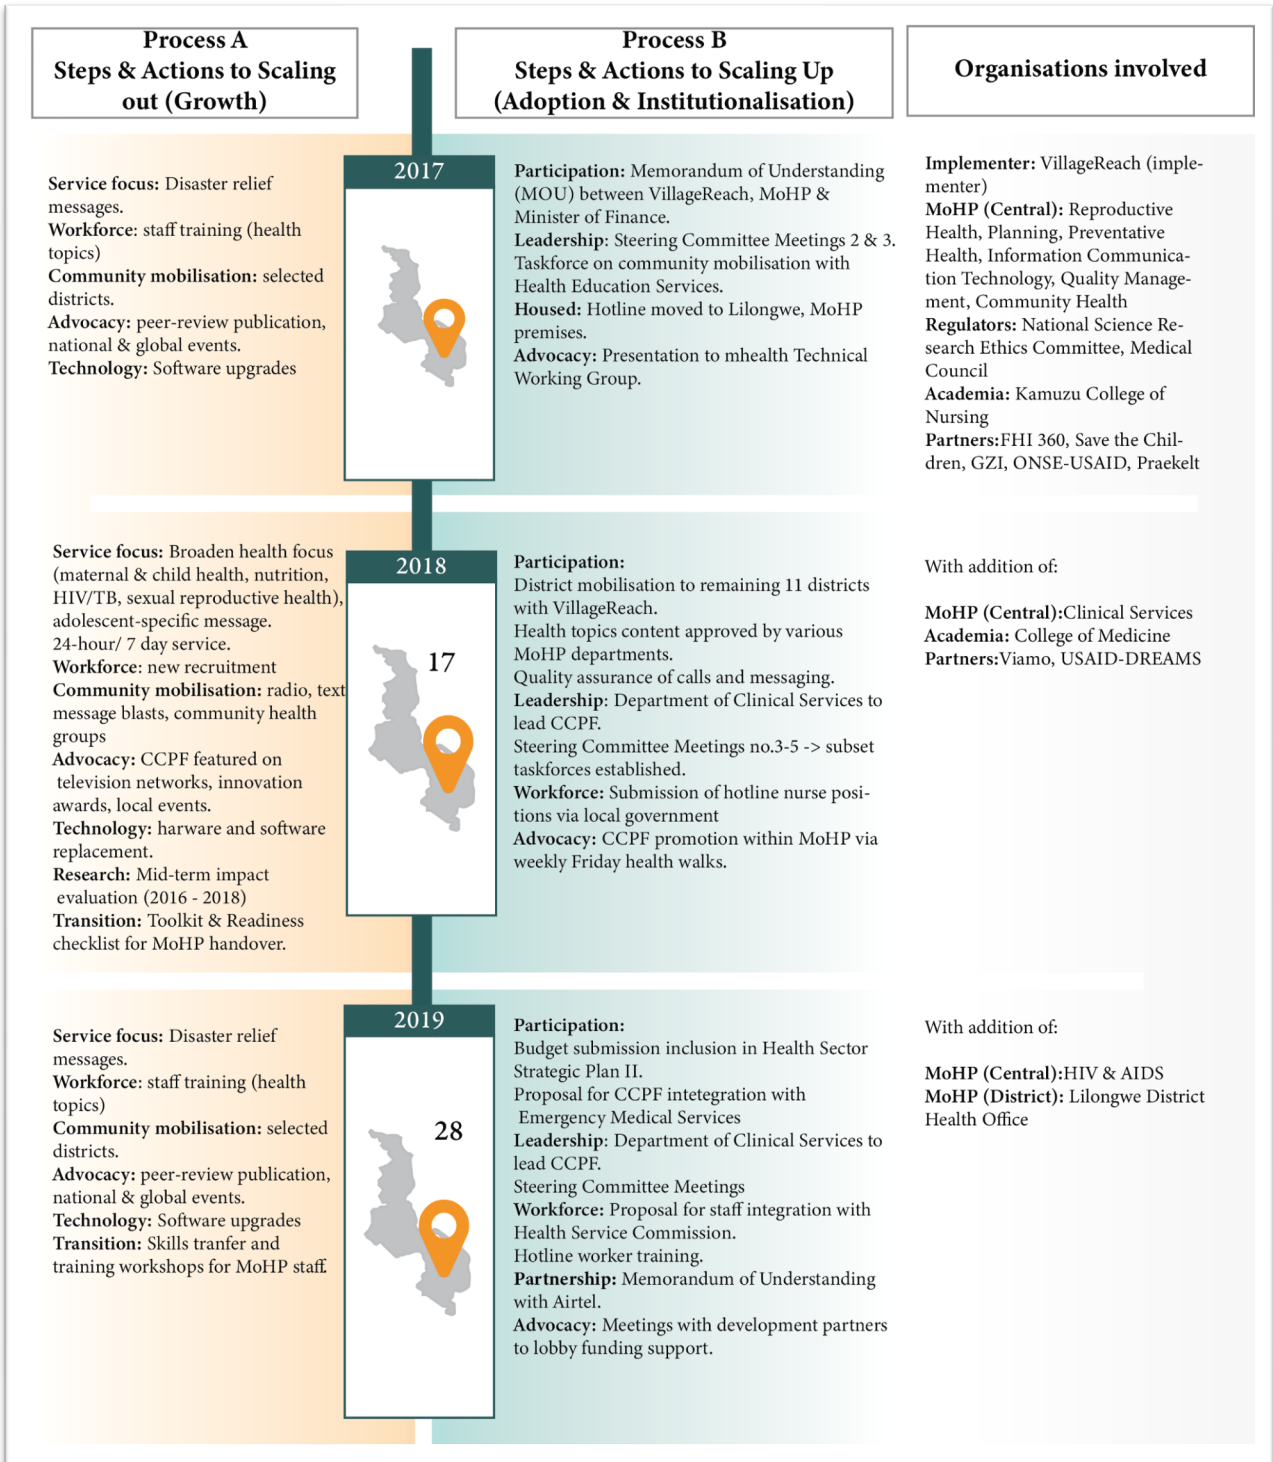 Process A
Steps & Actions to Scaling
out (Growth)
Process B
Steps & Actions to Scaling Up
(Adoption & Institutionalisation)
Organisations involved
2017
Service focus: Disaster relief
messages.
Workforce: staff training (health
topics)
Community mobilisation: selected
districts.
Advocacy: peer-review publication,
national & global events.
Technology: Software upgrades
Participation: Memorandum of Understanding
(MOU) between VillageReach, MoHP &
Minister of Finance.
Leadership: Steering Committee Meetings 2 & 3.
Taskforce on community mobilisation with
Health Education Services.
Housed: Hotline moved to Lilongwe, MoHP
premises.
Advocacy: Presentation to mhealth Technical
Working Group.
Implementer: VillageReach (imple-
menter)
MoHP (Central): Reproductive
Health, Planning, Preventative
Health, Information Communica-
tion Technology, Quality Manage-
ment, Community Health
Regulators: National Science Re-
search Ethics Committee, Medical
Council
Academia: Kamuzu College of
Nursing
Partners:FHI 360, Save the Chil-
dren, GZI, ONSE-USAID, Praekelt
2018
17
Service focus: Broaden health focus
(maternal & child health, nutrition,
HIV/TB, sexual reproductive health),
adolescent-specific message.
24-hour/ 7 day service.
Workforce: new recruitment
Community mobilisation: radio, text
message blasts, community health
groups
Advocacy: CCPF featured on
television networks, innovation
awards, local events.
Technology: harware and software
replacement.
Research: Mid-term impact
evaluation (2016 - 2018)
Transition: Toolkit & Readiness
checklist for MoHP handover.
Participation:
District mobilisation to remaining 11 districts
with VillageReach.
Health topics content approved by various
MoHP departments.
Quality assurance of calls and messaging.
Leadership: Department of Clinical Services to
lead CCPF.
Steering Committee Meetings no.3-5 -> subset
taskforces established.
Workforce: Submission of hotline nurse posi-
tions via local government
Advocacy: CCPF promotion within MoHP via
weekly Friday health walks.
With addition of:
MoHP (Central):Clinical Services
Academia: College of Medicine
Partners:Viamo, USAID-DREAMS
2019
28
Service focus: Disaster relief
messages.
Workforce: staff training (health
topics)
Community mobilisation: selected
districts.
Advocacy: peer-review publication,
national & global events.
Technology: Software upgrades
Transition: Skills tranfer and
training workshops for MoHP staff.
Participation:
Budget submission inclusion in Health Sector
Strategic Plan II.
Proposal for CCPF intetegration with
Emergency Medical Services
Leadership: Department of Clinical Services to
lead CCPF.
Steering Committee Meetings
Workforce: Proposal for staff integration with
Health Service Commission.
Hotline worker training.
Partnership: Memorandum of Understanding
with Airtel.
Advocacy: Meetings with development partners
to lobby funding support.
With addition of:
MoHP (Central):HIV & AIDS
MoHP (District): Lilongwe District
Health Office